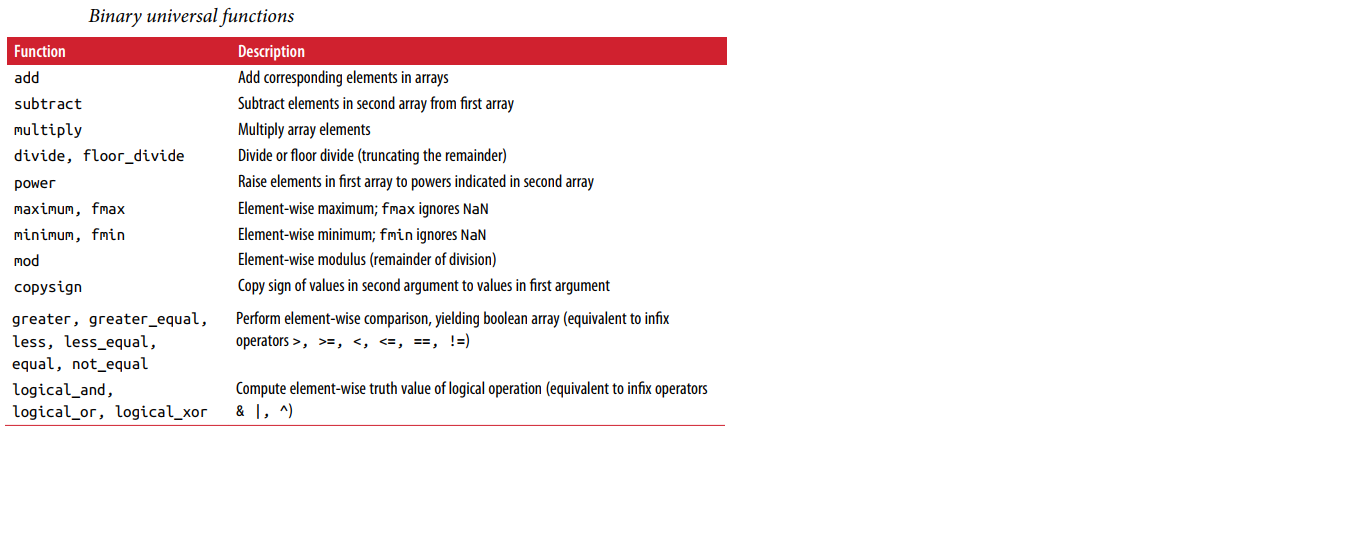 Binary universal functions
Function Description
add Add corresponding elements in arrays
subtract Subtract elements in second array from first array
multiply Multiply array elements
divide, floor_divide Divide or floor divide (truncating the remainder)
power Raise elements in first array to powers indicated in second array
maximum, fmax Element-wise maximum; fmax ignores NaN
minimum, fmin Element-wise minimum; fmin ignores NaN
mod Element-wise modulus (remainder of division)
copysign Copy sign of values in second argument to values in first argument
greater, greater_equal, Perform element-wise comparison, yielding boolean array (equivalent to infix
less, less_equal, operators >, >=, <, <=, ==, !=)
equal, not_equal
logical_and, Compute element-wise truth value of logical operation (equivalent to infix operators
logical_or, logical_xor & |, ^)